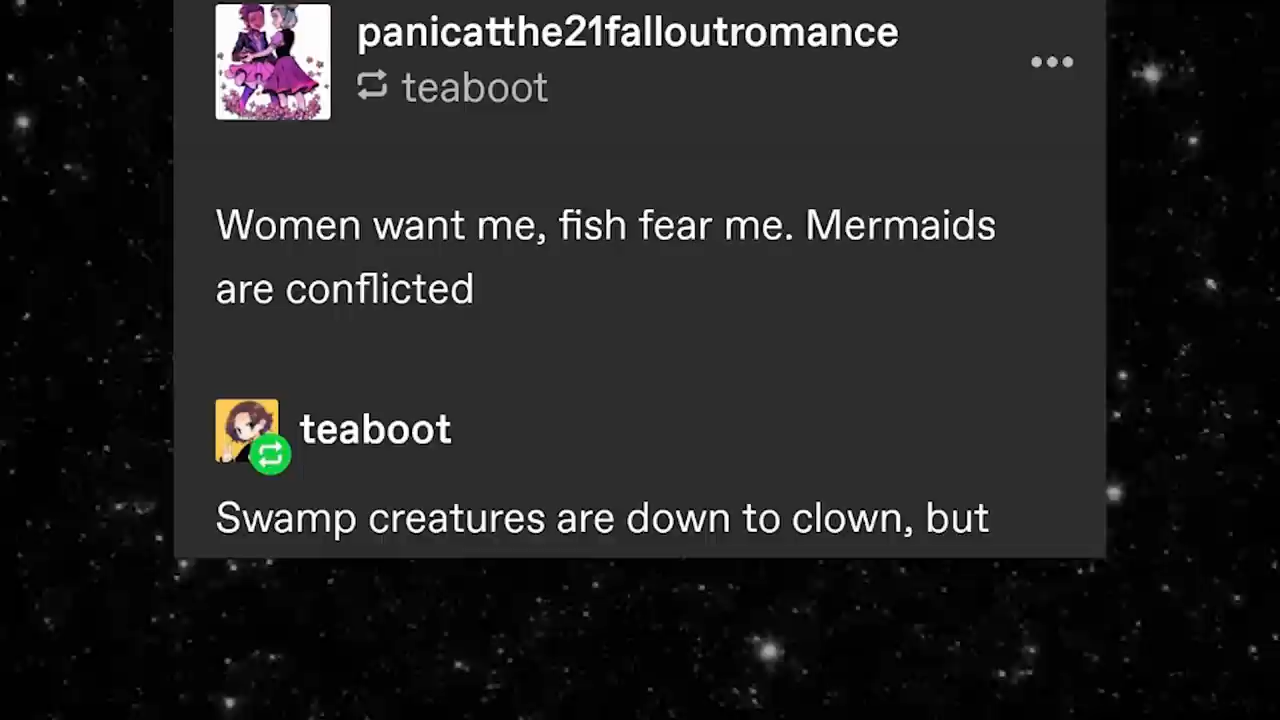 panicatthe21falloutromance
teaboot
Women want me, fish fear me. Mermaids
are conflicted
teaboot
Swamp creatures are down to clown, but